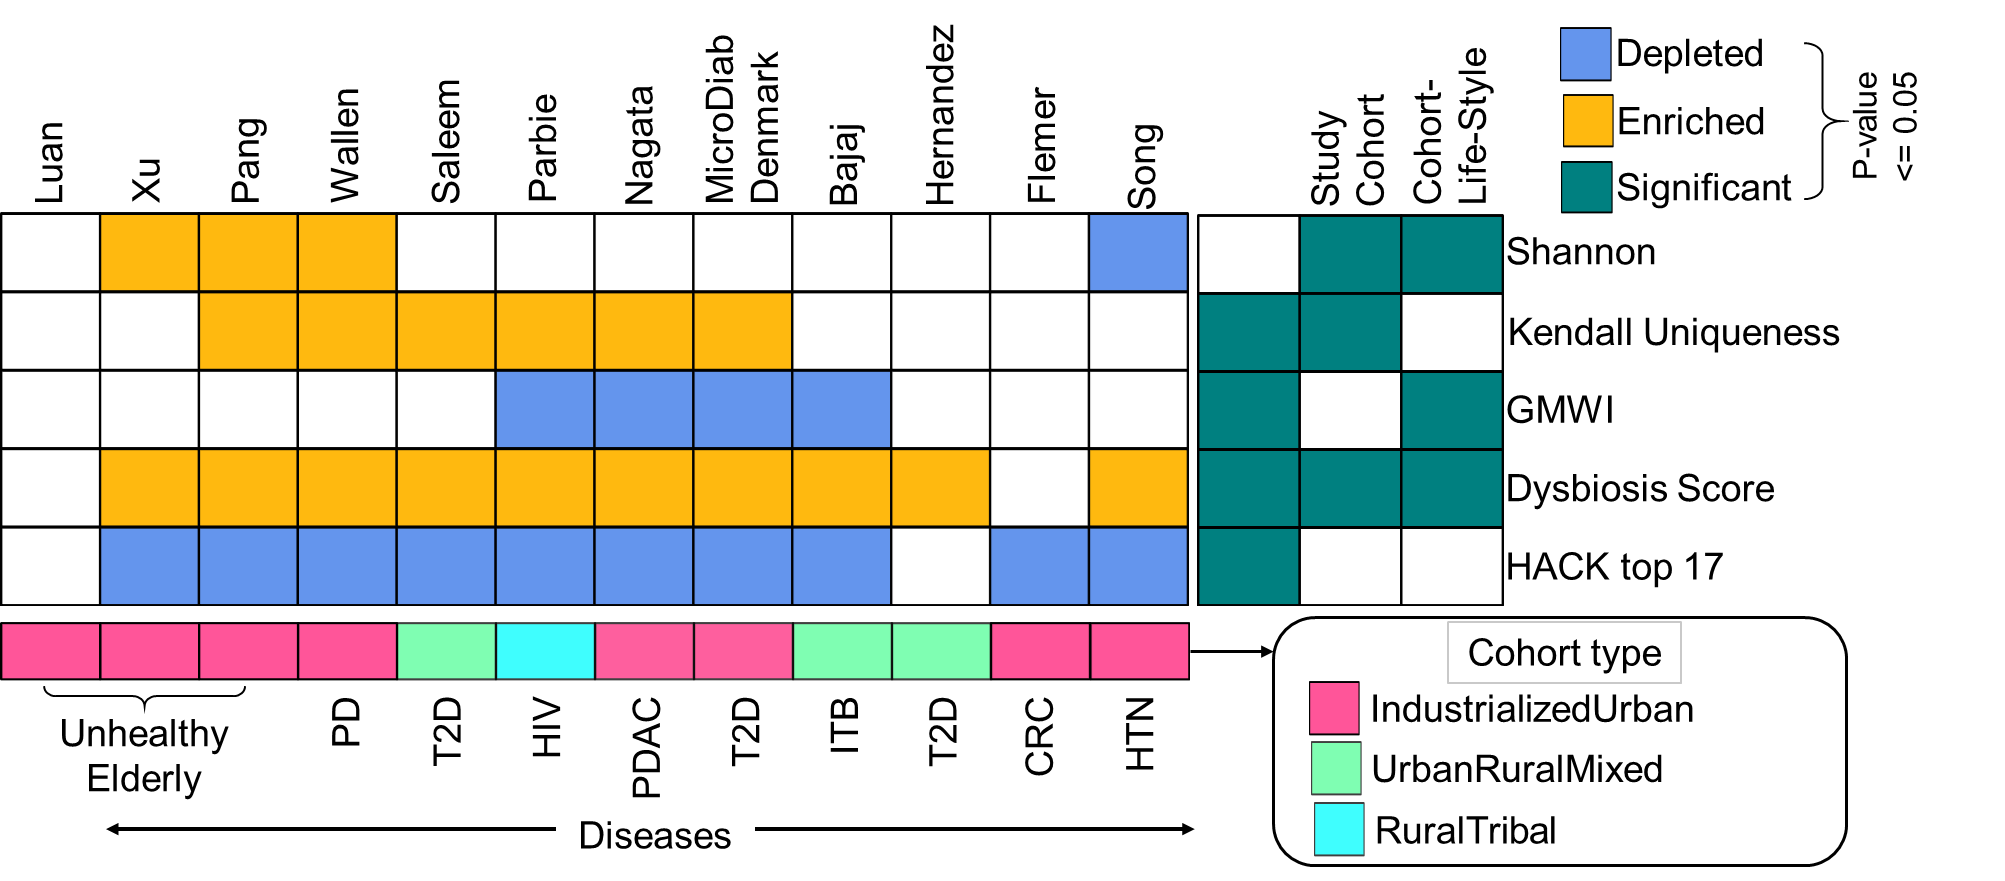 Luan
Xu
Pang
Wallen
Saleem
Parbie
Nagata
MicroDiab
Denmark
Bajaj
Hernandez
Flemer
Song
Study
Cohort
Cohort-
Life-Style
Depleted
Enriched
Significant
P-value
<= 0.05
Shannon
Kendall Uniqueness
GMWI
Dysbiosis Score
HACK top 17
Unhealthy
Elderly
PD
T2D
HIV
PDAC
T2D
ITB
T2D
CRC
HTN
Diseases
Cohort type
IndustrializedUrban
UrbanRuralMixed
RuralTribal